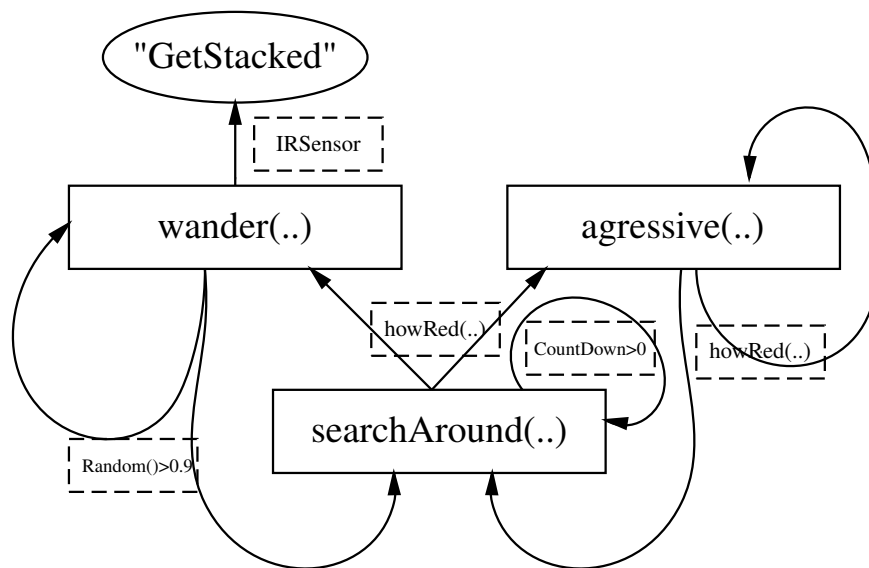 "GetStacked"
IRSensor
wander(..)
agressive(..)
howRed(..)
CountDown>0
howRed(..)
searchAround(..)
Random()>0.9